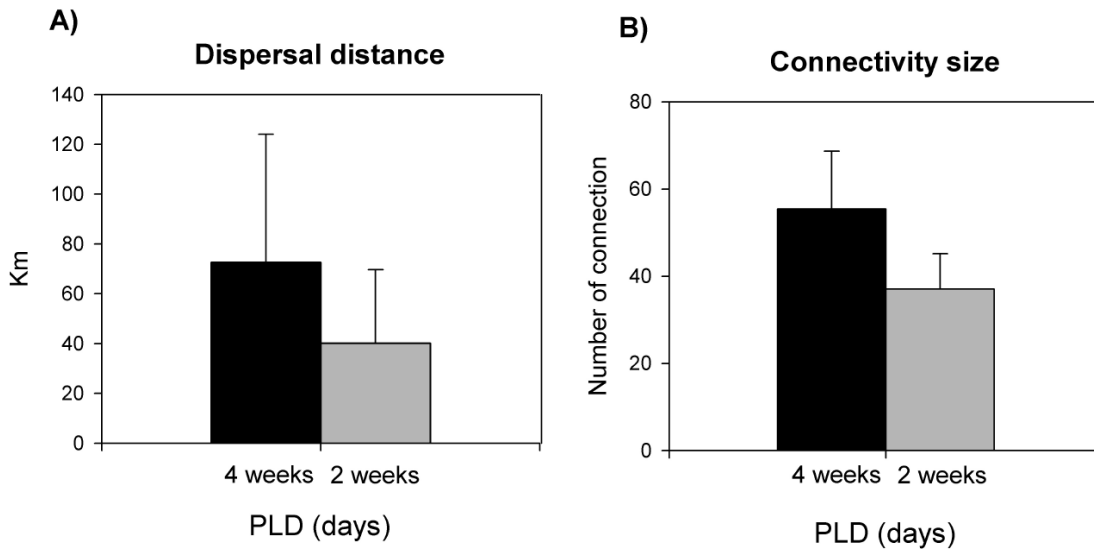 A)
Dispersal distance
140
120
100
80
60
40
20
0
Km
4 weeks 2 weeks
PLD (days)
B)
Connectivity size
80
60
40
20
0
Number of connection
4 weeks 2 weeks
PLD (days)